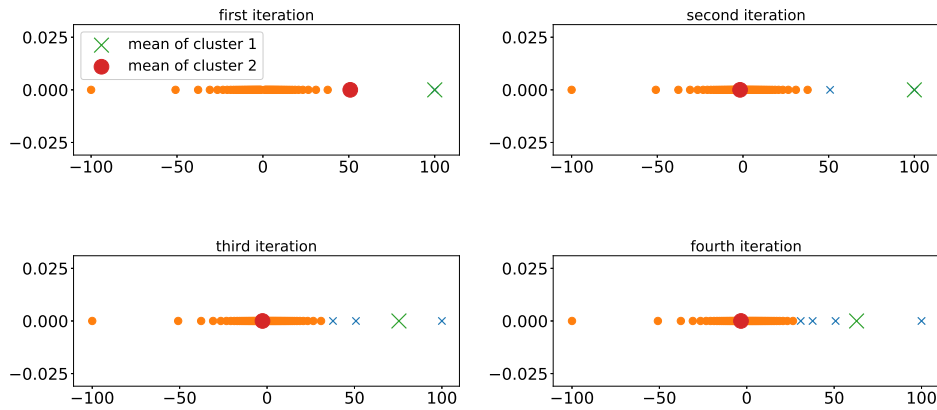 first iteration
0.025
0.000
−0.025
mean of cluster 1
mean of cluster 2
−100 −50 0 50 100
second iteration
0.025
0.000
−0.025
−100 −50 0 50 100
third iteration
0.025
0.000
−0.025
−100 −50 0 50 100
fourth iteration
0.025
0.000
−0.025
−100 −50 0 50 100